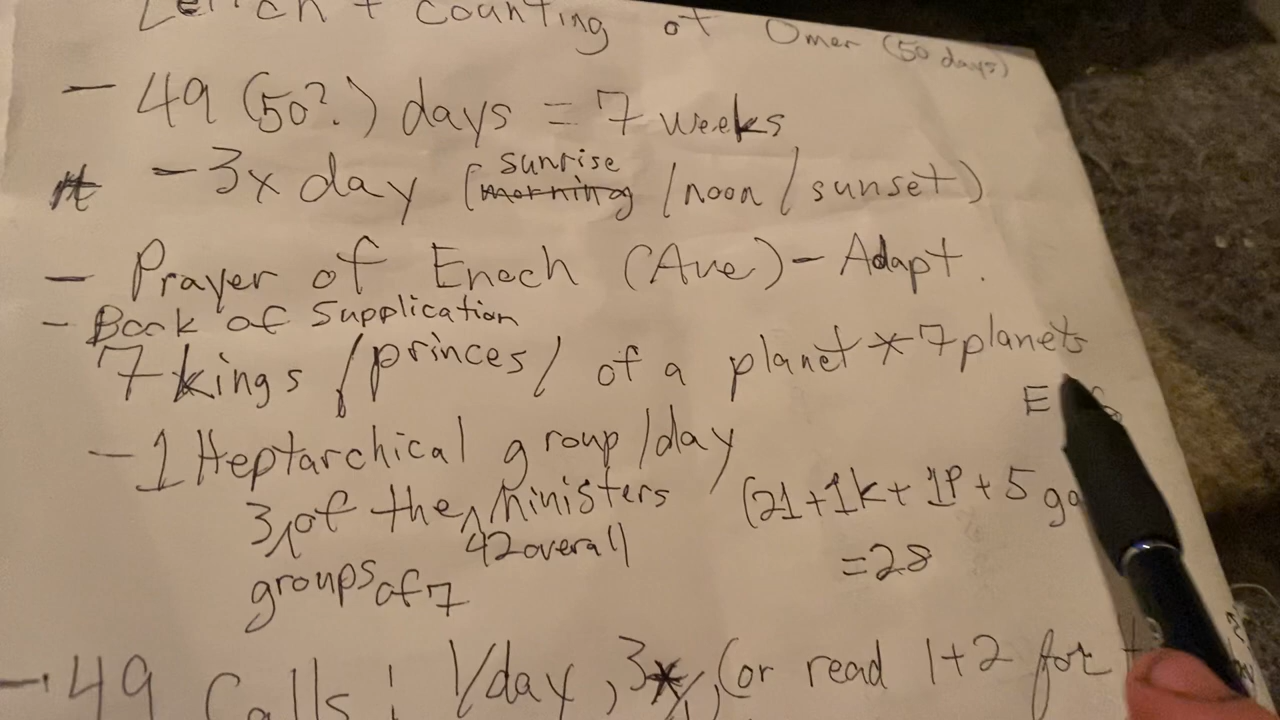 + Counting of Omer (50 days)
- 49 (50?) days = 7 weeks
- 3x day (morning sunrise /noon/sunset)
- Prayer of Enoch (Ave) - Adapt.
- Book of Supplication
7 kings /princes/ of a planet * 7 planets
- 1 Heptarchical group/day
3 of the 42 overall ministers
groups of 7
(21+1k+1P+5
=28
- 49 Calls: 1/day, 3x, (or read 1+2 for